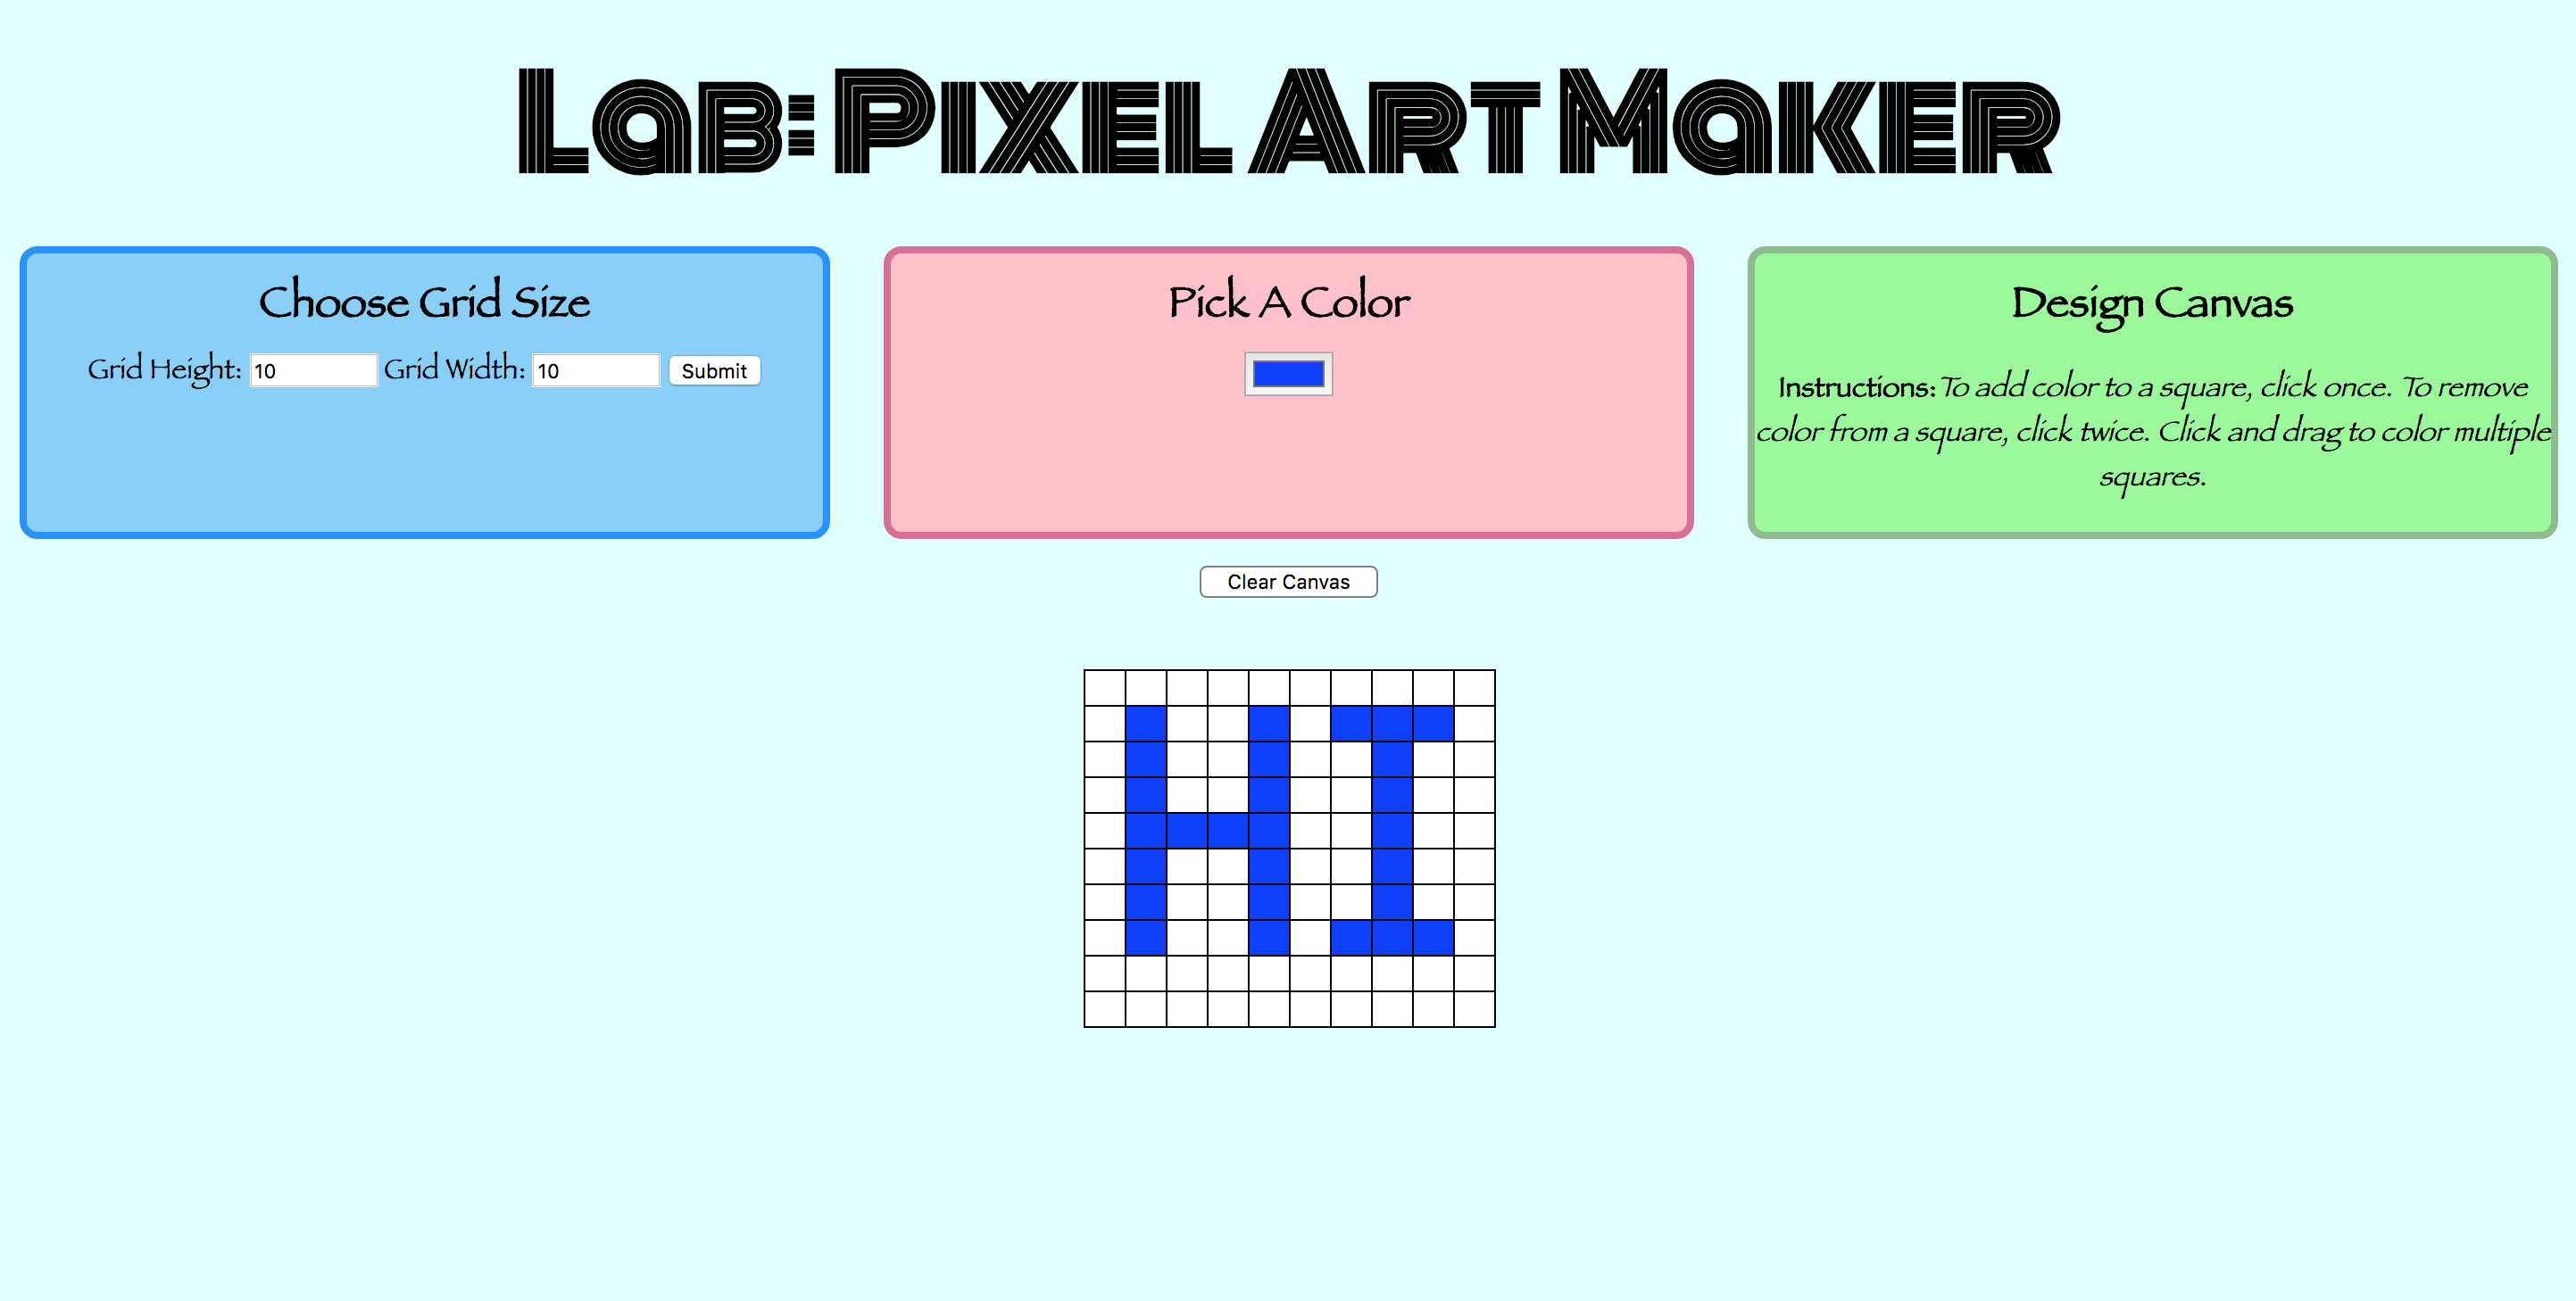 Lab: Pixel Art Maker
Choose Grid Size
Grid Height: 10 Grid Width: 10 Submit
Pick A Color
Design Canvas
Instructions: To add color to a square, click once. To remove
color from a square, click twice. Click and drag to color multiple
squares.
Clear Canvas
HI